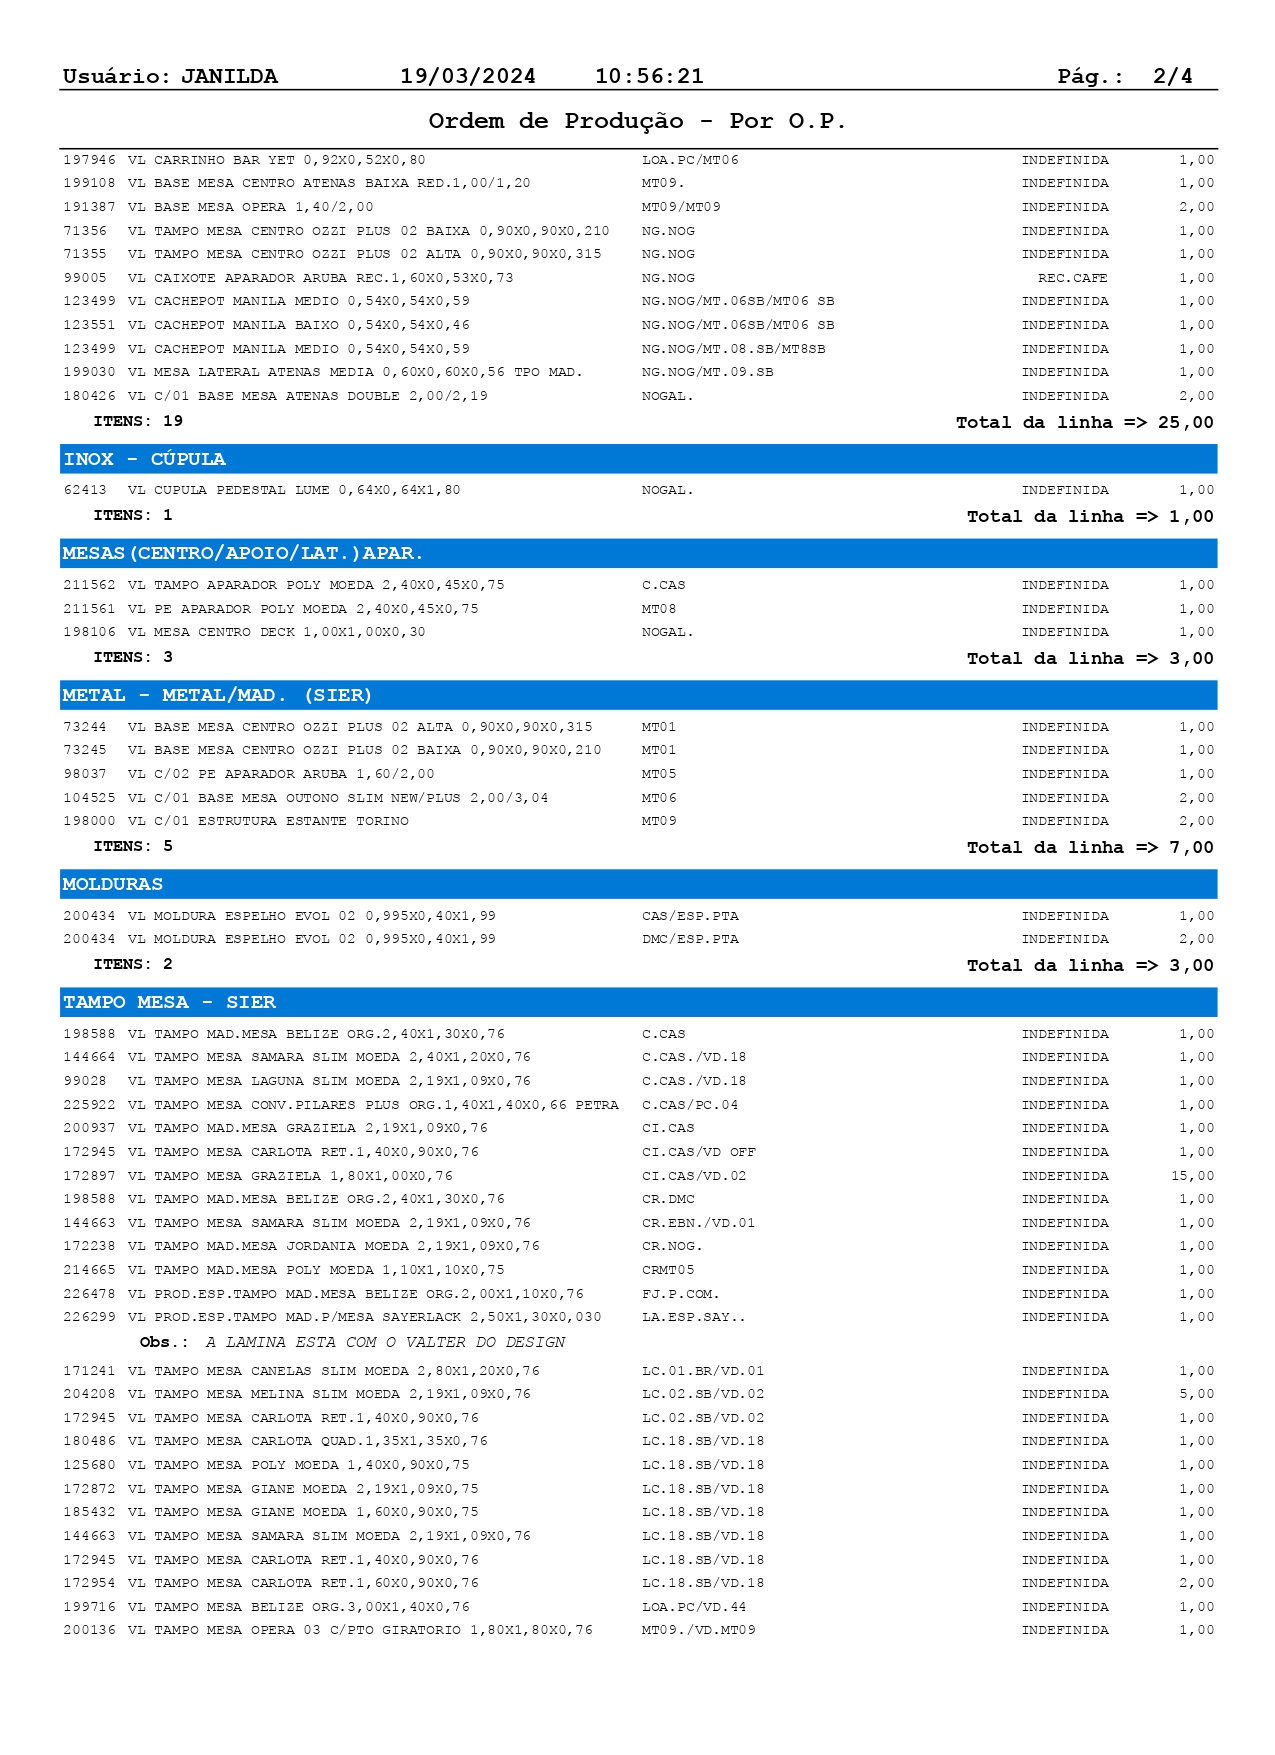 Usuário: JANILDA 19/03/2024 10:56:21 Pág.: 2/4
Ordem de Produção - Por O.P.
197946 VL CARRINHO BAR YET 0,92X0,52X0,80 LOA.PC/MT06 INDEFINIDA 1,00
199108 VL BASE MESA CENTRO ATENAS BAIXA RED.1,00/1,20 MT09. INDEFINIDA 1,00
191387 VL BASE MESA OPERA 1,40/2,00 MT09/MT09 INDEFINIDA 2,00
71356 VL TAMPO MESA CENTRO OZZI PLUS 02 BAIXA 0,90X0,90X0,210 NG.NOG INDEFINIDA 1,00
71355 VL TAMPO MESA CENTRO OZZI PLUS 02 ALTA 0,90X0,90X0,315 NG.NOG INDEFINIDA 1,00
99005 VL CAIXOTE APARADOR ARUBA REC.1,60X0,53X0,73 NG.NOG REC.CAFE 1,00
123499 VL CACHEPOT MANILA MEDIO 0,54X0,54X0,59 NG.NOG/MT.06SB/MT06 SB INDEFINIDA 1,00
123551 VL CACHEPOT MANILA BAIXO 0,54X0,54X0,46 NG.NOG/MT.06SB/MT06 SB INDEFINIDA 1,00
123499 VL CACHEPOT MANILA MEDIO 0,54X0,54X0,59 NG.NOG/MT.08.SB/MT8SB INDEFINIDA 1,00
199030 VL MESA LATERAL ATENAS MEDIA 0,60X0,60X0,56 TPO MAD. NG.NOG/MT.09.SB INDEFINIDA 1,00
180426 VL C/01 BASE MESA ATENAS DOUBLE 2,00/2,19 NOGAL. INDEFINIDA 2,00
ITENS: 19 Total da linha => 25,00
INOX - CÚPULA
62413 VL CUPULA PEDESTAL LUME 0,64X0,64X1,80 NOGAL. INDEFINIDA 1,00
ITENS: 1 Total da linha => 1,00
MESAS(CENTRO/APOIO/LAT.)APAR.
211562 VL TAMPO APARADOR POLY MOEDA 2,40X0,45X0,75 C.CAS INDEFINIDA 1,00
211561 VL PE APARADOR POLY MOEDA 2,40X0,45X0,75 MT08 INDEFINIDA 1,00
198106 VL MESA CENTRO DECK 1,00X1,00X0,30 NOGAL. INDEFINIDA 1,00
ITENS: 3 Total da linha => 3,00
METAL - METAL/MAD. (SIER)
73244 VL BASE MESA CENTRO OZZI PLUS 02 ALTA 0,90X0,90X0,315 MT01 INDEFINIDA 1,00
73245 VL BASE MESA CENTRO OZZI PLUS 02 BAIXA 0,90X0,90X0,210 MT01 INDEFINIDA 1,00
98037 VL C/02 PE APARADOR ARUBA 1,60/2,00 MT05 INDEFINIDA 1,00
104525 VL C/01 BASE MESA OUTONO SLIM NEW/PLUS 2,00/3,04 MT06 INDEFINIDA 2,00
198000 VL C/01 ESTRUTURA ESTANTE TORINO MT09 INDEFINIDA 2,00
ITENS: 5 Total da linha => 7,00
MOLDURAS
200434 VL MOLDURA ESPELHO EVOL 02 0,995X0,40X1,99 CAS/ESP.PTA INDEFINIDA 1,00
200434 VL MOLDURA ESPELHO EVOL 02 0,995X0,40X1,99 DMC/ESP.PTA INDEFINIDA 2,00
ITENS: 2 Total da linha => 3,00
TAMPO MESA - SIER
198588 VL TAMPO MAD.MESA BELIZE ORG.2,40X1,30X0,76 C.CAS INDEFINIDA 1,00
144664 VL TAMPO MESA SAMARA SLIM MOEDA 2,40X1,20X0,76 C.CAS./VD.18 INDEFINIDA 1,00
99028 VL TAMPO MESA LAGUNA SLIM MOEDA 2,19X1,09X0,76 C.CAS./VD.18 INDEFINIDA 1,00
225922 VL TAMPO MESA CONV.PILARES PLUS ORG.1,40X1,40X0,66 PETRA C.CAS/PC.04 INDEFINIDA 1,00
200937 VL TAMPO MAD.MESA GRAZIELA 2,19X1,09X0,76 CI.CAS INDEFINIDA 1,00
172945 VL TAMPO MESA CARLOTA RET.1,40X0,90X0,76 CI.CAS/VD OFF INDEFINIDA 1,00
172897 VL TAMPO MESA GRAZIELA 1,80X1,00X0,76 CI.CAS/VD.02 INDEFINIDA 15,00
198588 VL TAMPO MAD.MESA BELIZE ORG.2,40X1,30X0,76 CR.DMC INDEFINIDA 1,00
144663 VL TAMPO MESA SAMARA SLIM MOEDA 2,19X1,09X0,76 CR.EBN./VD.01 INDEFINIDA 1,00
172238 VL TAMPO MAD.MESA JORDANIA MOEDA 2,19X1,09X0,76 CR.NOG. INDEFINIDA 1,00
214665 VL TAMPO MAD.MESA POLY MOEDA 1,10X1,10X0,75 CRMT05 INDEFINIDA 1,00
226478 VL PROD.ESP.TAMPO MAD.MESA BELIZE ORG.2,00X1,10X0,76 FJ.P.COM. INDEFINIDA 1,00
226299 VL PROD.ESP.TAMPO MAD.P/MESA SAYERLACK 2,50X1,30X0,030 LA.ESP.SAY.. INDEFINIDA 1,00
Obs.: A LAMINA ESTA COM O VALTER DO DESIGN
171241 VL TAMPO MESA CANELAS SLIM MOEDA 2,80X1,20X0,76 LC.01.BR/VD.01 INDEFINIDA 1,00
204208 VL TAMPO MESA MELINA SLIM MOEDA 2,19X1,09X0,76 LC.02.SB/VD.02 INDEFINIDA 5,00
172945 VL TAMPO MESA CARLOTA RET.1,40X0,90X0,76 LC.02.SB/VD.02 INDEFINIDA 1,00
180486 VL TAMPO MESA CARLOTA QUAD.1,35X1,35X0,76 LC.18.SB/VD.18 INDEFINIDA 1,00
125680 VL TAMPO MESA POLY MOEDA 1,40X0,90X0,75 LC.18.SB/VD.18 INDEFINIDA 1,00
172872 VL TAMPO MESA GIANE MOEDA 2,19X1,09X0,75 LC.18.SB/VD.18 INDEFINIDA 1,00
185432 VL TAMPO MESA GIANE MOEDA 1,60X0,90X0,75 LC.18.SB/VD.18 INDEFINIDA 1,00
144663 VL TAMPO MESA SAMARA SLIM MOEDA 2,19X1,09X0,76 LC.18.SB/VD.18 INDEFINIDA 1,00
172945 VL TAMPO MESA CARLOTA RET.1,40X0,90X0,76 LC.18.SB/VD.18 INDEFINIDA 1,00
172954 VL TAMPO MESA CARLOTA RET.1,60X0,90X0,76 LC.18.SB/VD.18 INDEFINIDA 2,00
199716 VL TAMPO MESA BELIZE ORG.3,00X1,40X0,76 LOA.PC/VD.44 INDEFINIDA 1,00
200136 VL TAMPO MESA OPERA 03 C/PTO GIRATORIO 1,80X1,80X0,76 MT09./VD.MT09 INDEFINIDA 1,00